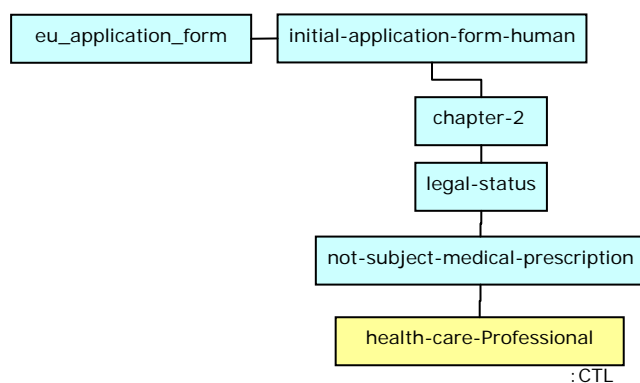 eu_application_form
initial-application-form-human
chapter-2
legal-status
not-subject-medical-prescription
health-care-Professional
:CTL